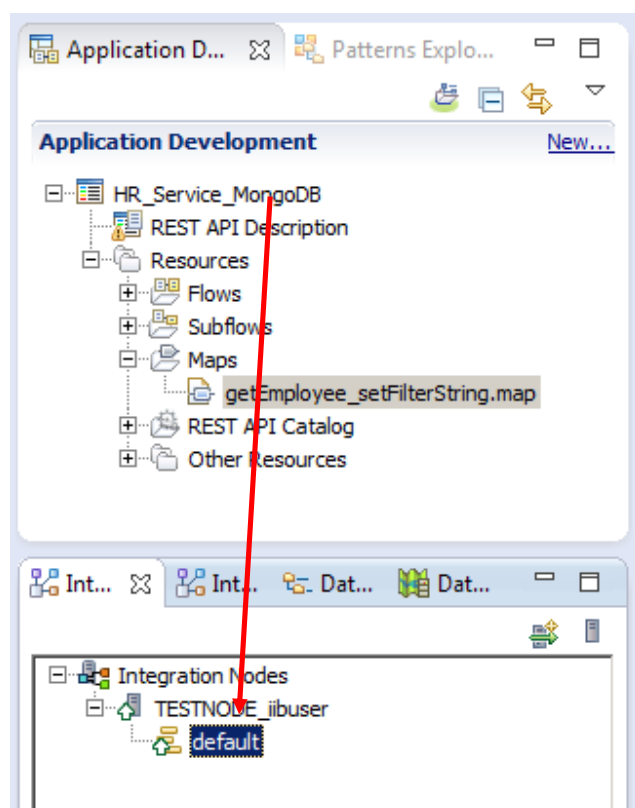 Application D... Patterns Explo...
Application Development New...
HR_Service_MongoDB
REST API Description
Resources
Flows
Subflows
Maps
getEmployee_setFilterString.map
REST API Catalog
Other Resources
Int... Int... Dat... Dat...
Integration Nodes
TESTNODE_iibuser
default